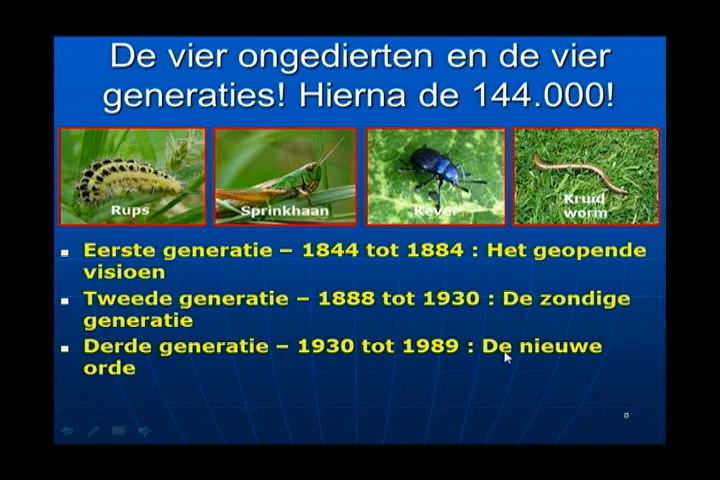 De vier ongedierten en de vier
generaties! Hierna de 144.000!
Rups
Sprinkhaan
Kever
Kruid
worm
Eerste generatie – 1844 tot 1884 : Het geopende
visioen
Tweede generatie – 1888 tot 1930 : De zondige
generatie
Derde generatie – 1930 tot 1989 : De nieuwe
orde